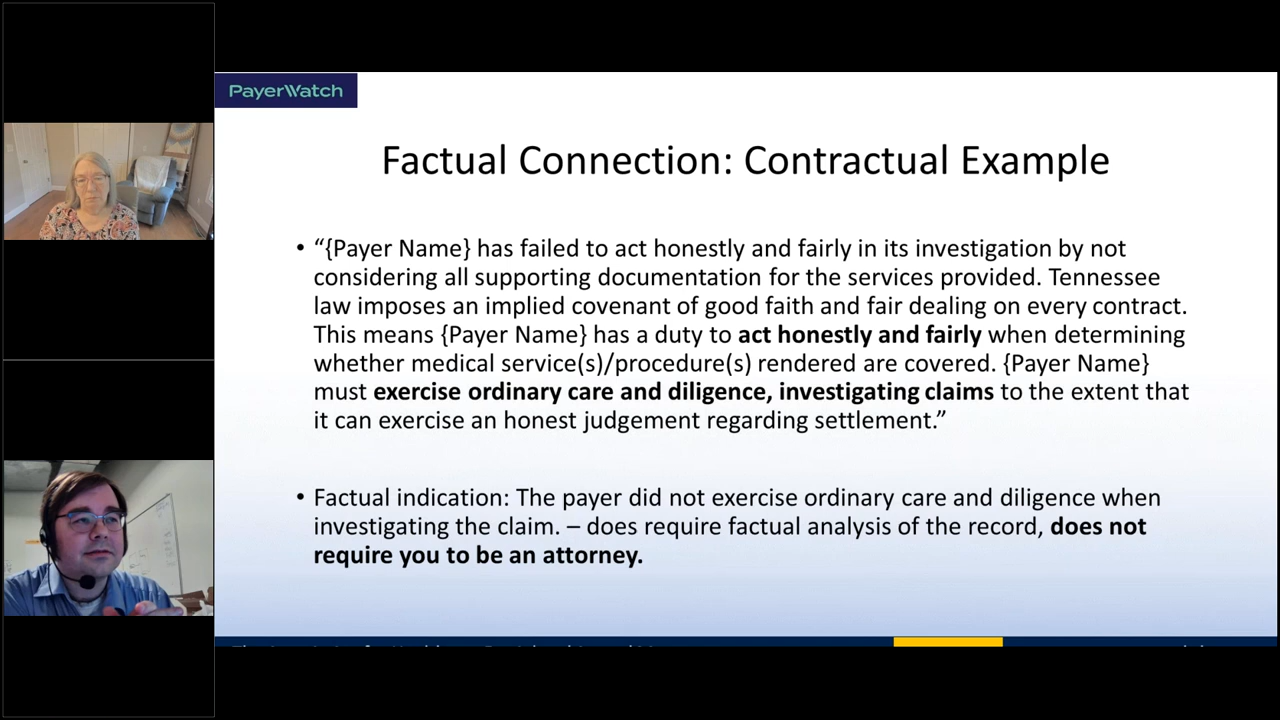 PayerWatch
Factual Connection: Contractual Example
• “{Payer Name} has failed to act honestly and fairly in its investigation by not
considering all supporting documentation for the services provided. Tennessee
law imposes an implied covenant of good faith and fair dealing on every contract.
This means {Payer Name} has a duty to act honestly and fairly when determining
whether medical service(s)/procedure(s) rendered are covered. {Payer Name}
must exercise ordinary care and diligence, investigating claims to the extent that
it can exercise an honest judgement regarding settlement.”
• Factual indication: The payer did not exercise ordinary care and diligence when
investigating the claim. – does require factual analysis of the record, does not
require you to be an attorney.